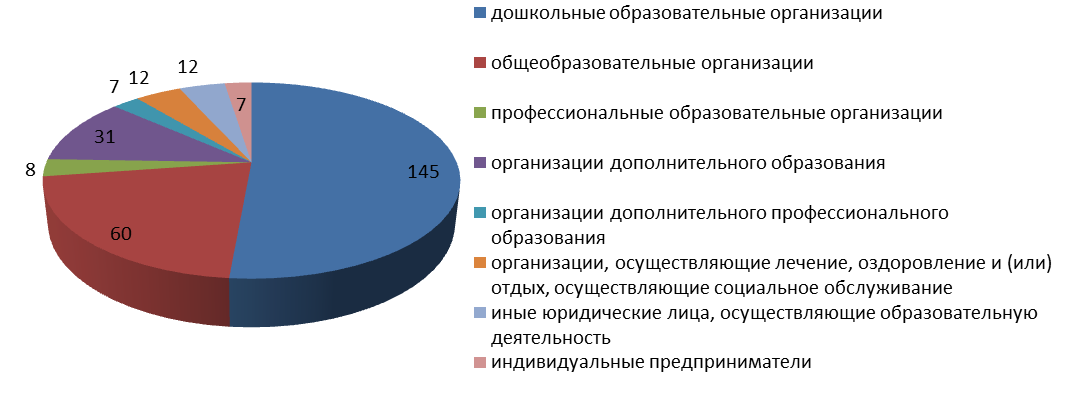 дошкольные образовательные организации
общеобразовательные организации
профессиональные образовательные организации
организации дополнительного образования
организации дополнительного профессионального
образования
организации, осуществляющие лечение, оздоровление и (или)
отдых, осуществляющие социальное обслуживание
иные юридические лица, осуществляющие образовательную
деятельность
индивидуальные предприниматели
145
60
8
31
7
12
12
7